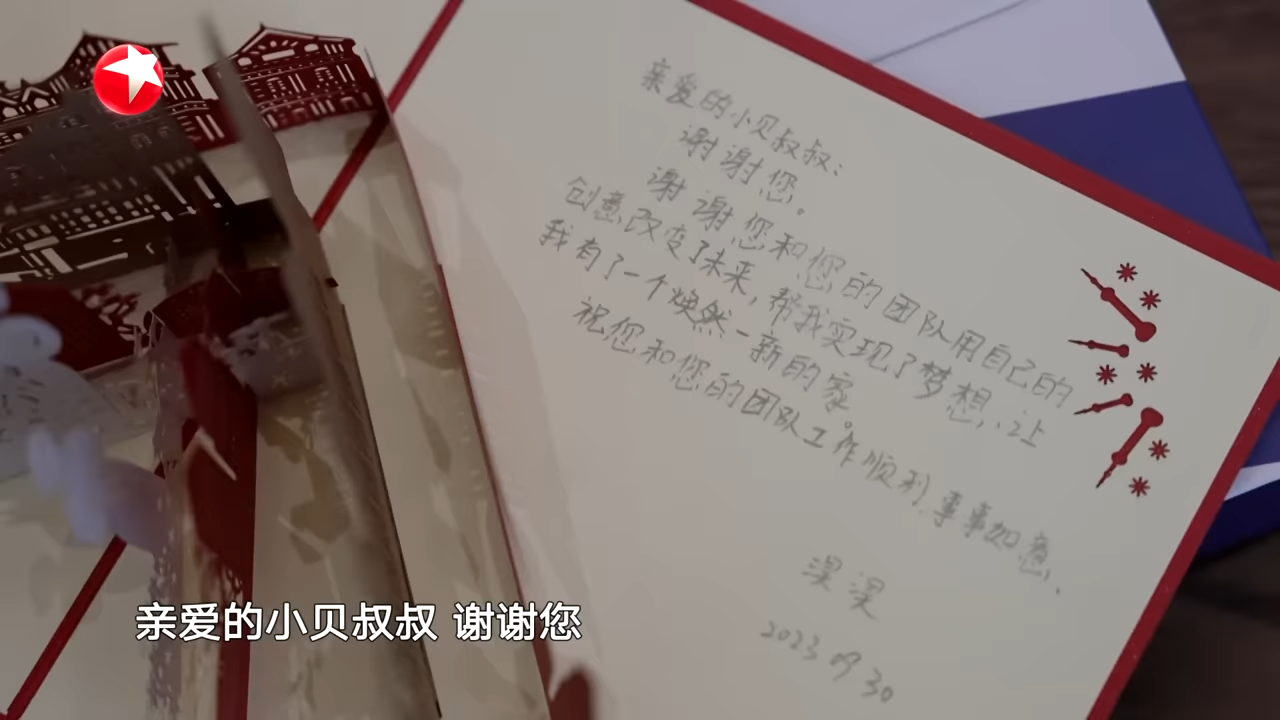 亲爱的小贝叔叔：
谢谢您。
谢谢您和您的团队用自己的
创意改变了未来，帮我实现了梦想，让
我有了一个焕然一新的家。
祝您和您的团队工作顺利，事事如意，
淏淏
2023 09 30
亲爱的小贝叔叔 谢谢您